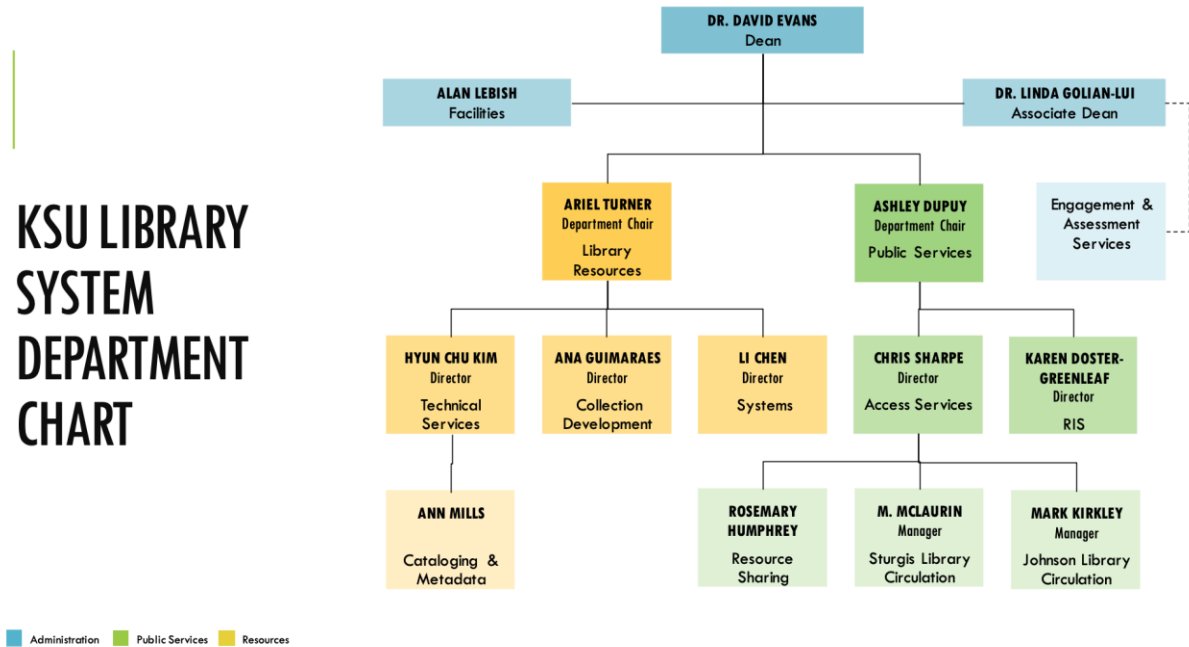 KSU LIBRARY
SYSTEM
DEPARTMENT
CHART
DR. DAVID EVANS
Dean
ALAN LEBISH
Facilities
DR. LINDA GOLIAN-LUI
Associate Dean
ARIEL TURNER
Department Chair
Library
Resources
ASHLEY DUPUY
Department Chair
Public Services
Engagement &
Assessment
Services
HYUN CHU KIM
Director
Technical
Services
ANA GUIMARAES
Director
Collection
Development
LI CHEN
Director
Systems
CHRIS SHARPE
Director
Access Services
KAREN DOSTER-
GREENLEAF
Director
RIS
ANN MILLS
Cataloging &
Metadata
ROSEMARY
HUMPHREY
Resource
Sharing
M. MCLAURIN
Manager
Sturgis Library
Circulation
MARK KIRKLEY
Manager
Johnson Library
Circulation
Administration
Public Services
Resources